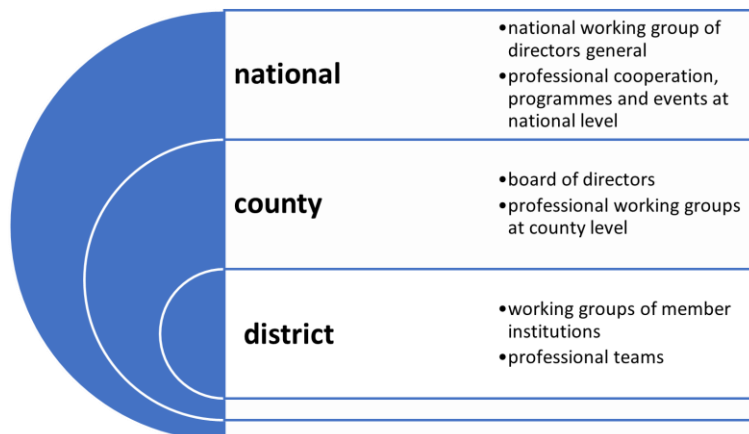 national
•national working group of
directors general
•professional cooperation,
programmes and events at
national level
county
•board of directors
•professional working groups
at county level
district
•working groups of member
institutions
•professional teams